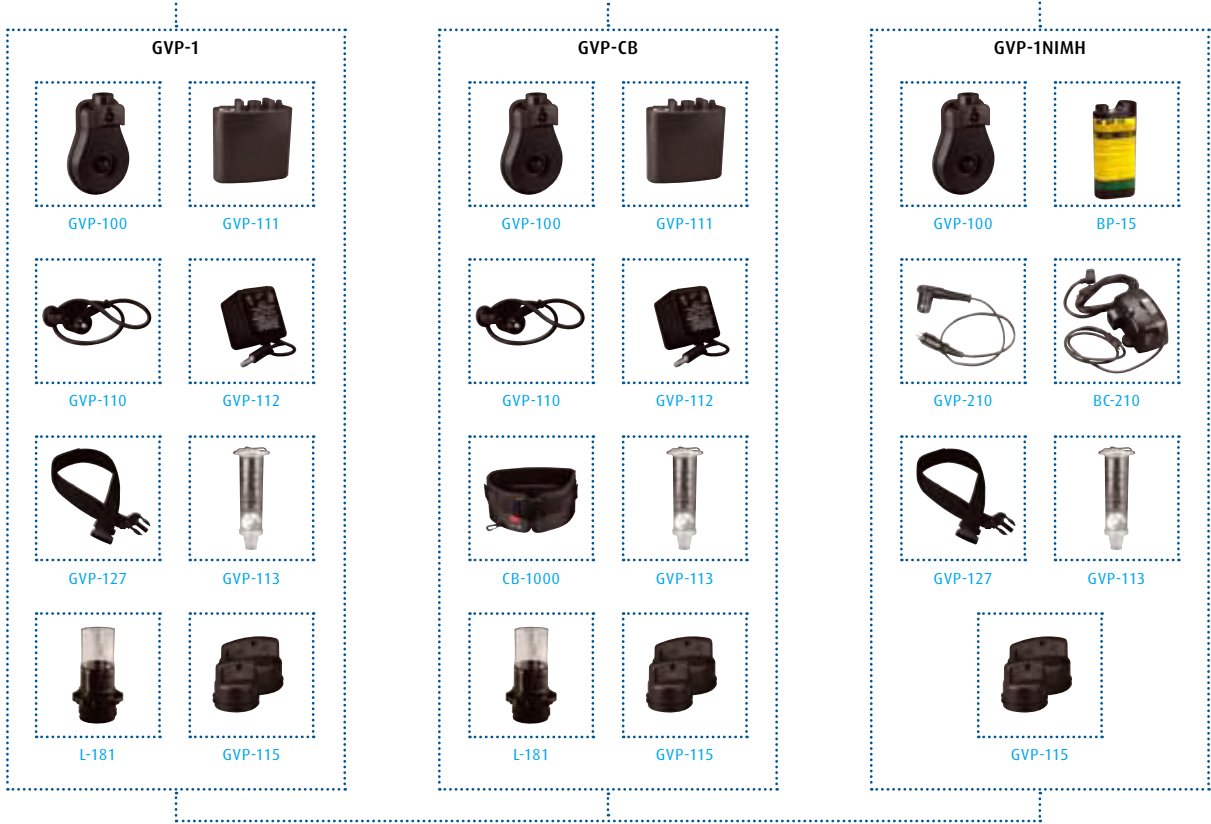 GVP-1
GVP-100 GVP-111
GVP-110 GVP-112
GVP-127 GVP-113
L-181 GVP-115
GVP-CB
GVP-100 GVP-111
GVP-110 GVP-112
CB-1000 GVP-113
L-181 GVP-115
GVP-1NIMH
GVP-100 BP-15
GVP-210 BC-210
GVP-127 GVP-113
GVP-115